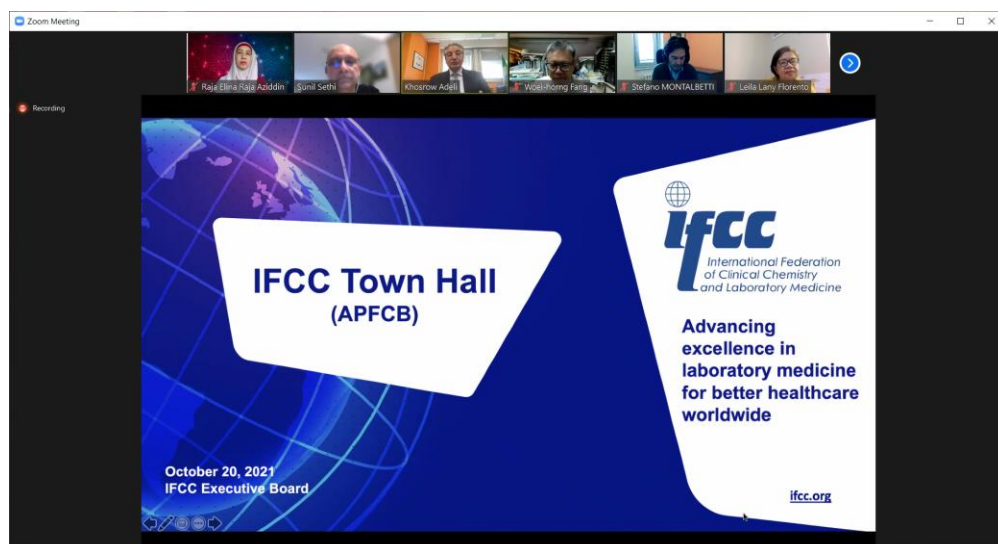 Zoom Meeting
Raja Elina Raja Aziddin
Sunil Sethi
Khosrow Adeli
Woei-horng Fang
Stefano MONTALBETTI
Leila Lany Florento
Recording
IFCC Town Hall
(APFCB)
ifcc
International Federation
of Clinical Chemistry
and Laboratory Medicine
Advancing
excellence in
laboratory medicine
for better healthcare
worldwide
October 20, 2021
IFCC Executive Board
ifcc.org